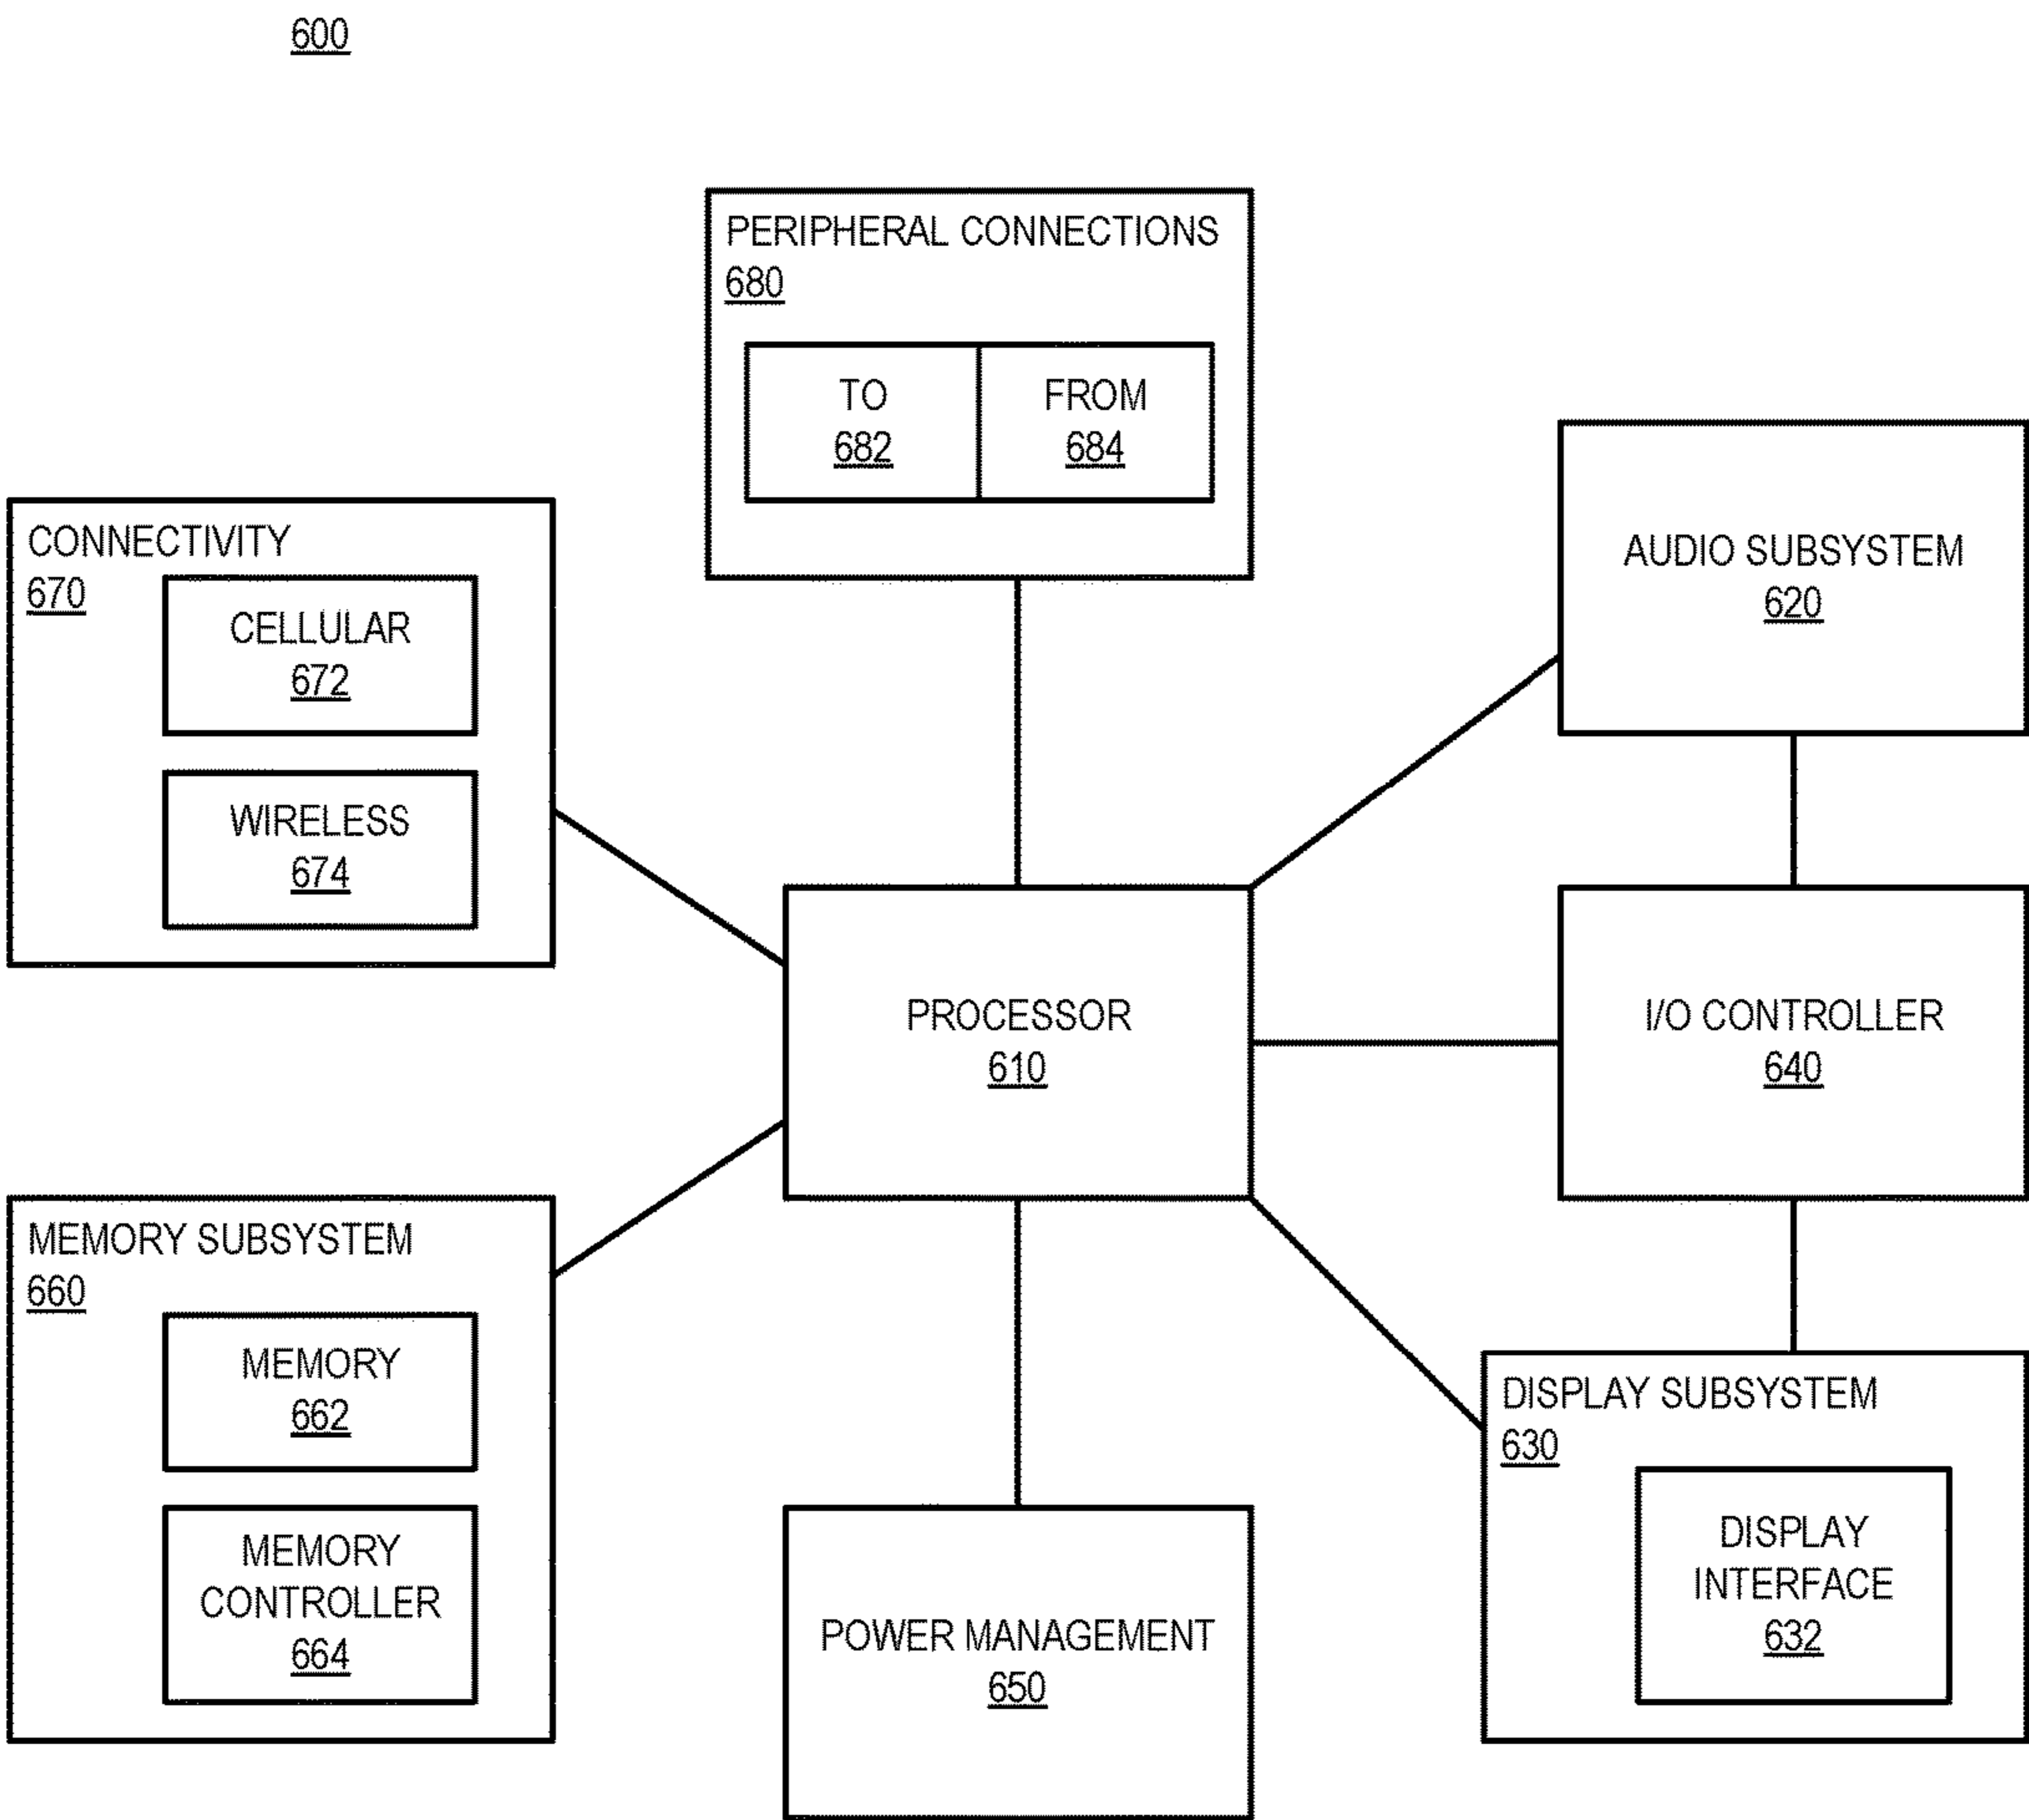 600
PERIPHERAL CONNECTIONS
680
TO
682
FROM
684
CONNECTIVITY
670
CELLULAR
672
WIRELESS
674
AUDIO SUBSYSTEM
620
PROCESSOR
610
I/O CONTROLLER
640
MEMORY SUBSYSTEM
660
MEMORY
662
MEMORY
CONTROLLER
664
POWER MANAGEMENT
650
DISPLAY SUBSYSTEM
630
DISPLAY
INTERFACE
632